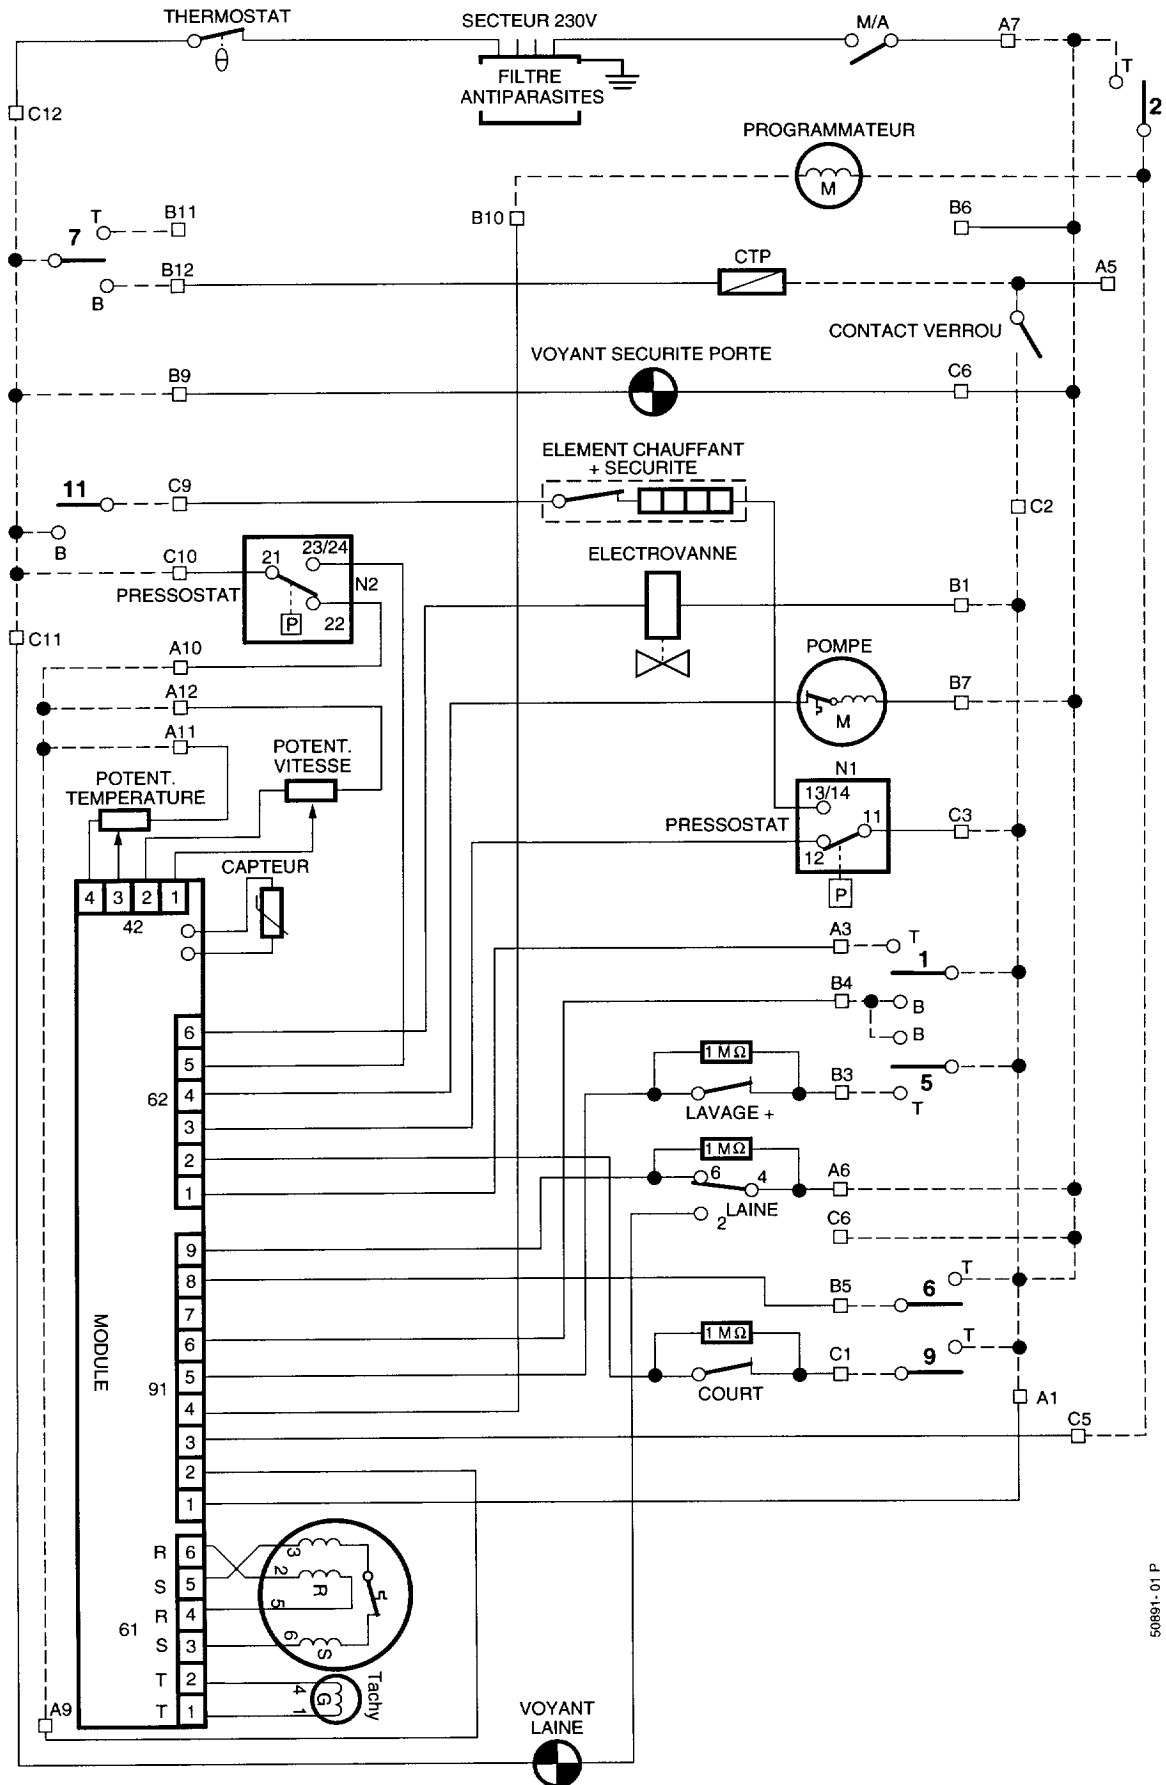 THERMOSTAT
SECTEUR 230V
M/A
A7
θ
FILTRE
ANTIPARASITES
T
2
C12
PROGRAMMATEUR
M
B10
B6
T
7
B11
B12
B
CTP
A5
CONTACT VERROU
VOYANT SECURITE PORTE
B9
C6
ELEMENT CHAUFFANT
+ SECURITE
11
C9
B
C2
C10
21
23/24
N2
PRESSOSTAT
P
22
ELECTROVANNE
B1
C11
A10
A12
A11
POMPE
M
B7
POTENT.
VITESSE
POTENT.
TEMPERATURE
N1
13/14
11
PRESSOSTAT
12
P
C3
CAPTEUR
4 3 2 1
42
A3
T
1
B4
B
B
6
5
4
3
2
1
62
1 MΩ
LAVAGE +
B3
5
T
1 MΩ
6
4
A6
2
LAINE
C6
9
8
7
6
5
4
3
2
1
91
MODULE
B5
6
T
1 MΩ
COURT
C1
9
T
A1
C5
R 6
S 5
R 4
S 3
T 2
T 1
61
3
2
R
5
6
S
4
G
1
Tachy
A9
VOYANT
LAINE
50891-01 P